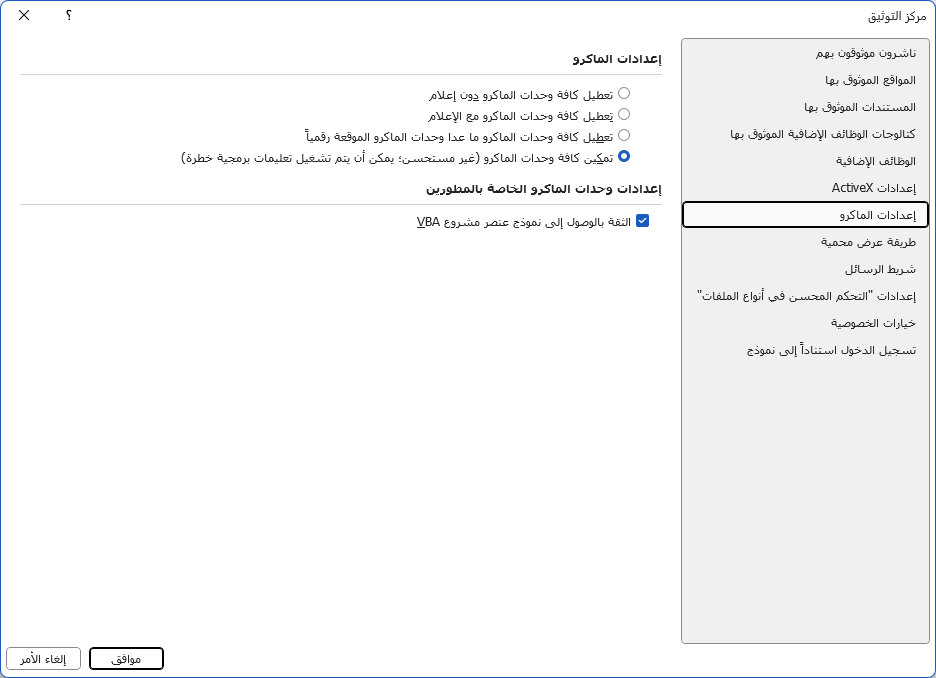 مركز التوثيق
؟
ناشرون موثوقون بهم
المواقع الموثوق بها
المستندات الموثوق بها
كتالوجات الوظائف الإضافية الموثوق بها
الوظائف الإضافية
إعدادات ActiveX
إعدادات الماكرو
طريقة عرض محمية
شريط الرسائل
إعدادات "التحكم المحسن في أنواع الملفات"
خيارات الخصوصية
تسجيل الدخول استناداً إلى نموذج
إعدادات الماكرو
تعطيل كافة وحدات الماكرو دون إعلام
تعطيل كافة وحدات الماكرو مع الإعلام
تعطيل كافة وحدات الماكرو ما عدا وحدات الماكرو الموقعة رقمياً
تمكين كافة وحدات الماكرو (غير مستحسن؛ يمكن أن يتم تشغيل تعليمات برمجية خطرة)
إعدادات وحدات الماكرو الخاصة بالمطورين
الثقة بالوصول إلى نموذج عنصر مشروع VBA
موافق
إلغاء الأمر